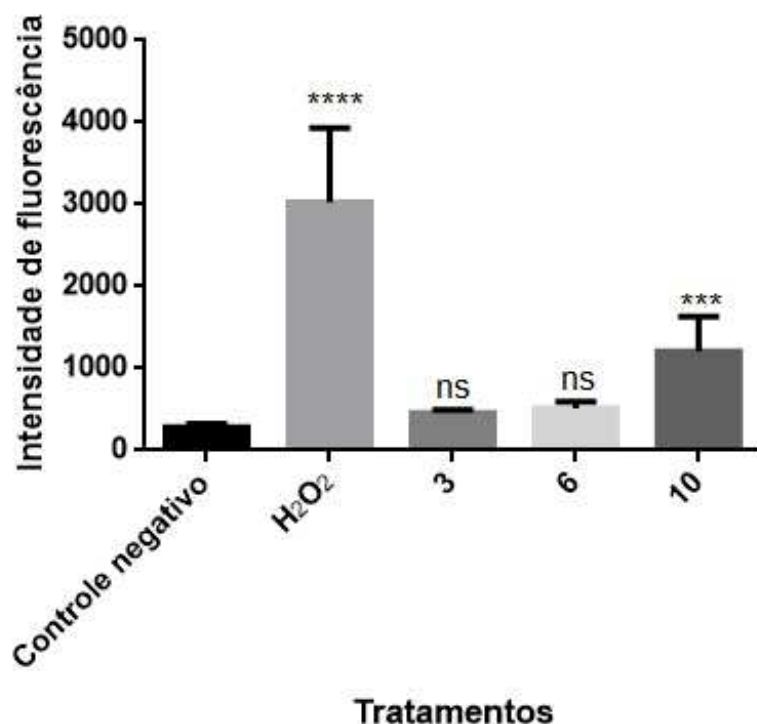 Intensidade de fluorescência
5000
4000
3000
2000
1000
0
****
ns
ns
***
Controle negativo
H₂O₂
3
6
10
Tratamentos